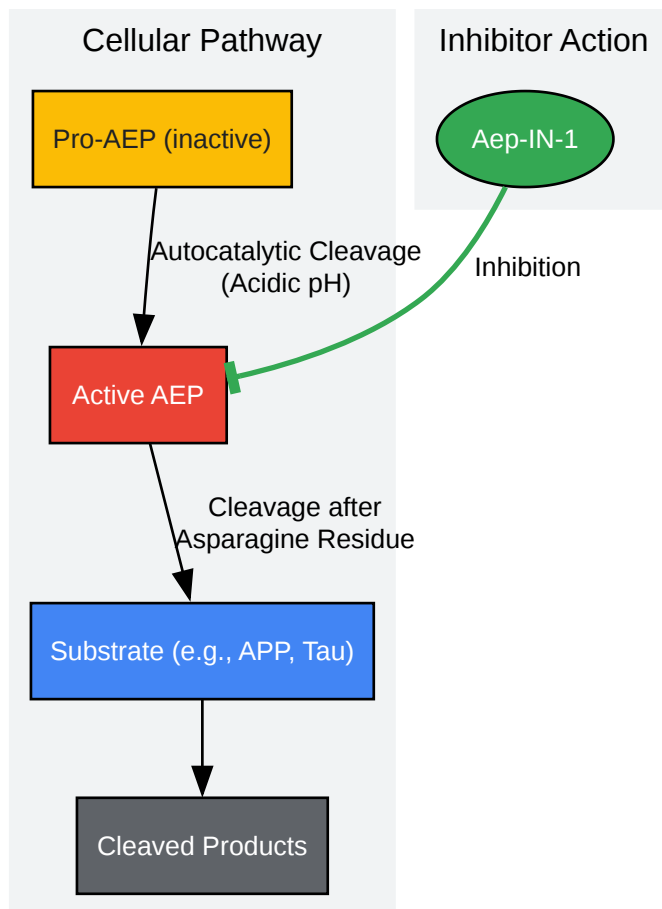 Cellular Pathway
Inhibitor Action
Pro-AEP (inactive)
Aep-IN-1
Autocatalytic Cleavage
(Acidic pH)
Inhibition
Active AEP
Cleavage after
Asparagine Residue
Substrate (e.g., APP, Tau)
Cleaved Products